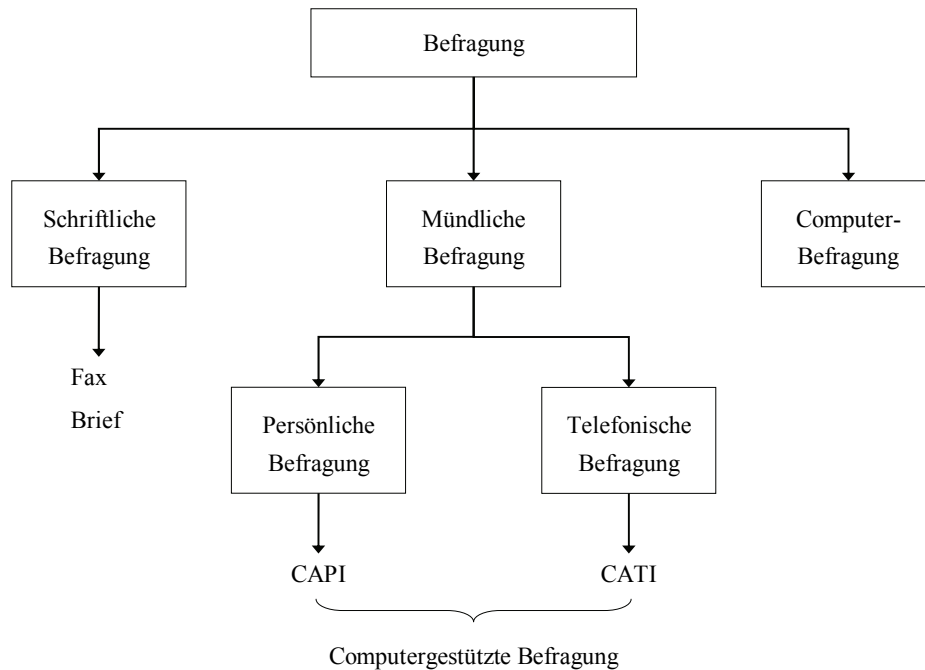 Befragung
Schriftliche
Befragung
Mündliche
Befragung
Computer-
Befragung
Fax
Brief
Persönliche
Befragung
Telefonische
Befragung
CAPI
CATI
Computergestützte Befragung